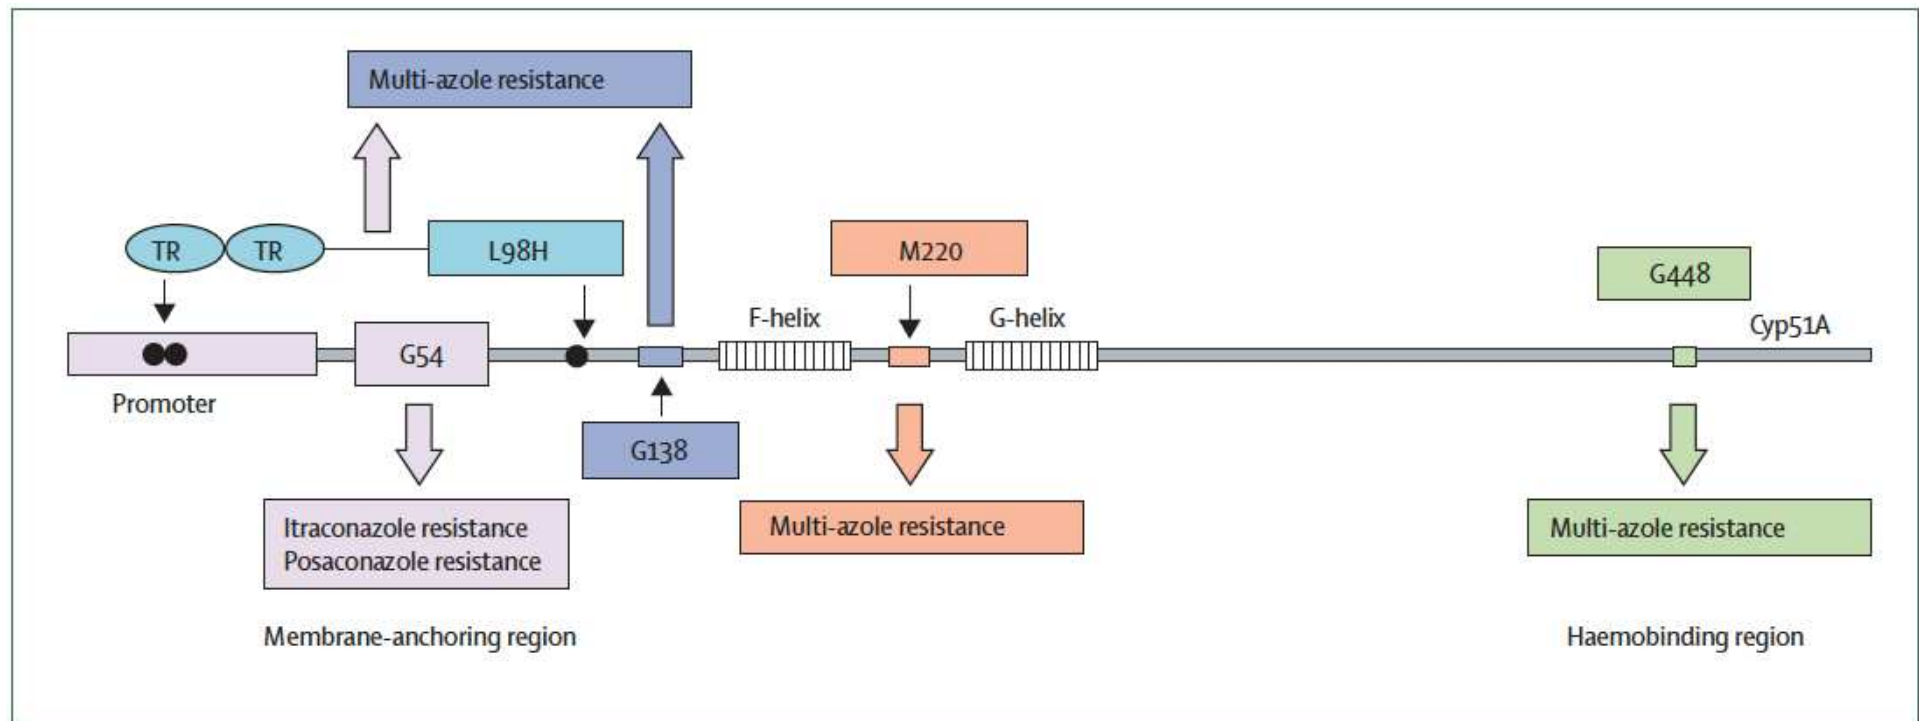 Multi-azole resistance
TR
TR
L98H
M220
G448
F-helix
G-helix
Cyp51A
G54
Promoter
G138
Itraconazole resistance
Posaconazole resistance
Multi-azole resistance
Multi-azole resistance
Membrane-anchoring region
Haemobinding region